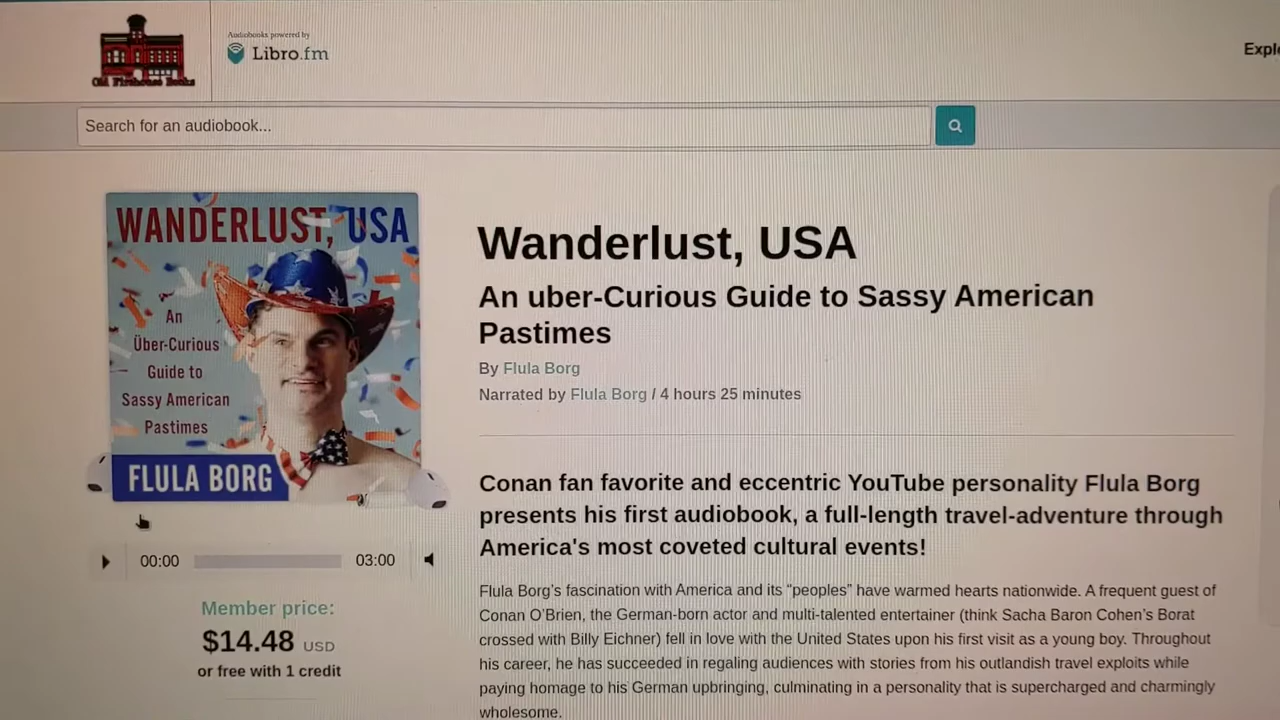 Old Firehouse Books
Audiobooks powered by
Libro.fm
Expl
Search for an audiobook...
WANDERLUST, USA
An
Über-Curious
Guide to
Sassy American
Pastimes
FLULA BORG
00:00
03:00
Member price:
$14.48 USD
or free with 1 credit
Wanderlust, USA
An uber-Curious Guide to Sassy American
Pastimes
By Flula Borg
Narrated by Flula Borg / 4 hours 25 minutes
Conan fan favorite and eccentric YouTube personality Flula Borg
presents his first audiobook, a full-length travel-adventure through
America's most coveted cultural events!
Flula Borg’s fascination with America and its “peoples” have warmed hearts nationwide. A frequent guest of
Conan O’Brien, the German-born actor and multi-talented entertainer (think Sacha Baron Cohen’s Borat
crossed with Billy Eichner) fell in love with the United States upon his first visit as a young boy. Throughout
his career, he has succeeded in regaling audiences with stories from his outlandish travel exploits while
paying homage to his German upbringing, culminating in a personality that is supercharged and charmingly
wholesome.